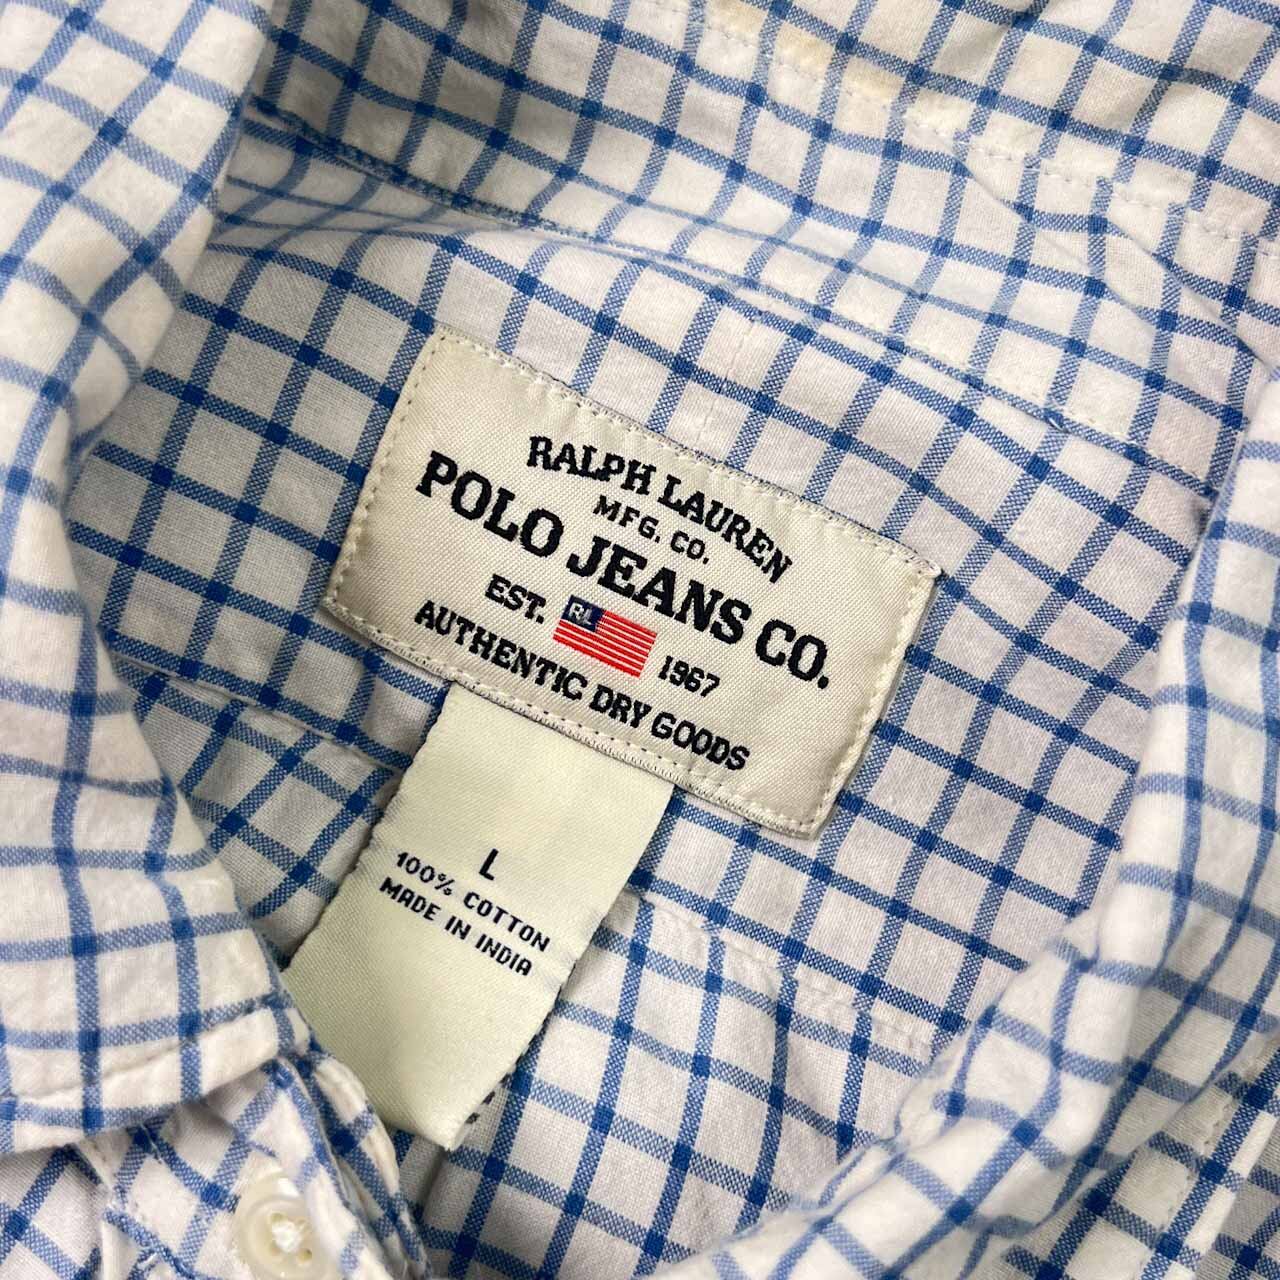 RALPH LAUREN
MFG. CO.
POLO JEANS CO.
EST. RL 1967
AUTHENTIC DRY GOODS
L
100% COTTON
MADE IN INDIA